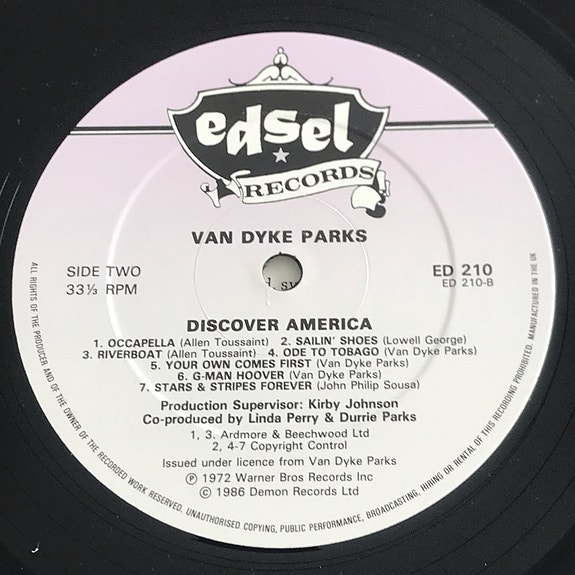 edsel
RECORDS
VAN DYKE PARKS
SIDE TWO
33⅓ RPM
ED 210
ED 210-B
DISCOVER AMERICA
1. OCCAPELLA (Allen Toussaint) 2. SAILIN' SHOES (Lowell George)
3. RIVERBOAT (Allen Toussaint) 4. ODE TO TOBAGO (Van Dyke Parks)
5. YOUR OWN COMES FIRST (Van Dyke Parks)
6. G-MAN HOOVER (Van Dyke Parks)
7. STARS & STRIPES FOREVER (John Philip Sousa)
Production Supervisor: Kirby Johnson
Co-produced by Linda Perry & Durrie Parks
1, 3. Ardmore & Beechwood Ltd
2, 4-7 Copyright Control
Issued under licence from Van Dyke Parks
℗ 1972 Warner Bros Records Inc
© 1986 Demon Records Ltd
ALL RIGHTS OF THE PRODUCER AND OF THE OWNER OF THE RECORDED WORK RESERVED. UNAUTHORISED COPYING, PUBLIC PERFORMANCE, BROADCASTING, HIRING OR RENTAL OF THIS RECORDING PROHIBITED. MANUFACTURED IN THE UK